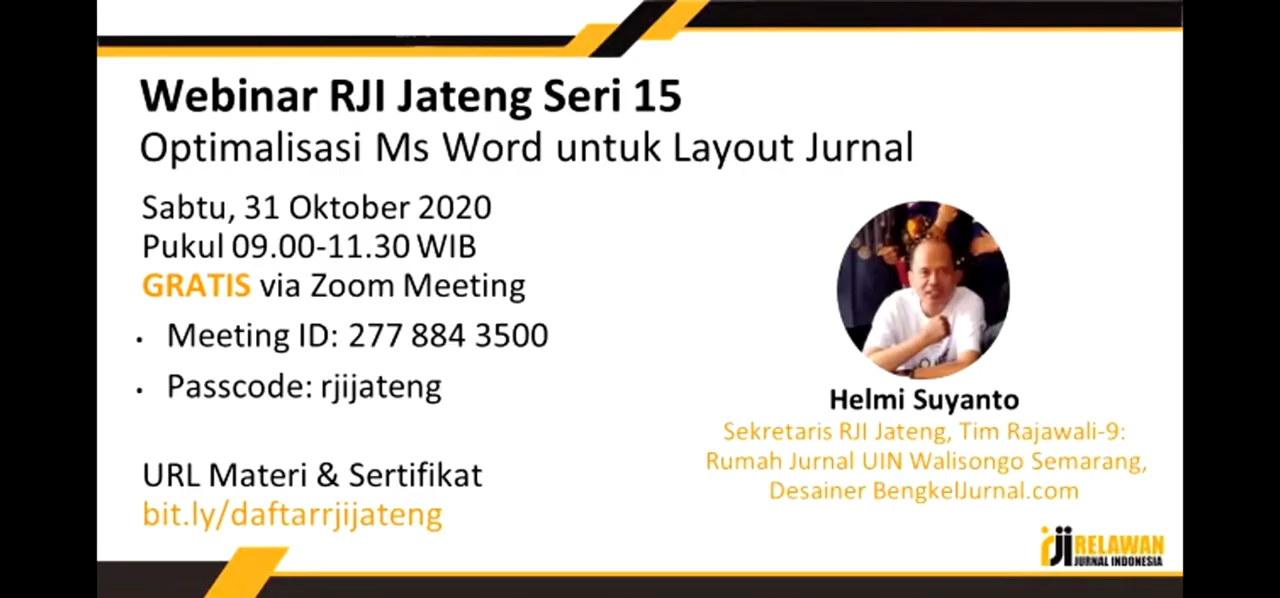 Webinar RJI Jateng Seri 15
Optimalisasi Ms Word untuk Layout Jurnal
Sabtu, 31 Oktober 2020
Pukul 09.00-11.30 WIB
GRATIS via Zoom Meeting
• Meeting ID: 277 884 3500
• Passcode: rjijateng
URL Materi & Sertifikat
bit.ly/daftarrjijateng
Helmi Suyanto
Sekretaris RJI Jateng, Tim Rajawali-9:
Rumah Jurnal UIN Walisongo Semarang,
Desainer BengkelJurnal.com
rji RELAWAN
JURNAL INDONESIA